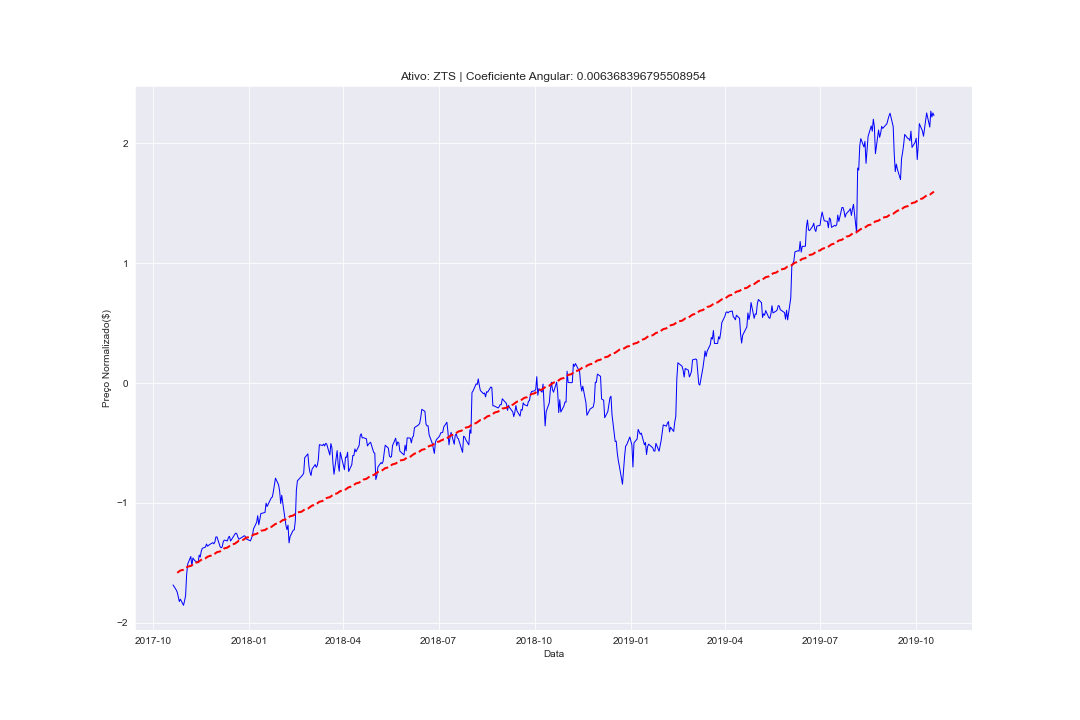 Ativo: ZTS | Coeficiente Angular: 0.006368396795508954
Preço Normalizado($)
2
1
0
−1
−2
2017-10 2018-01 2018-04 2018-07 2018-10 2019-01 2019-04 2019-07 2019-10
Data